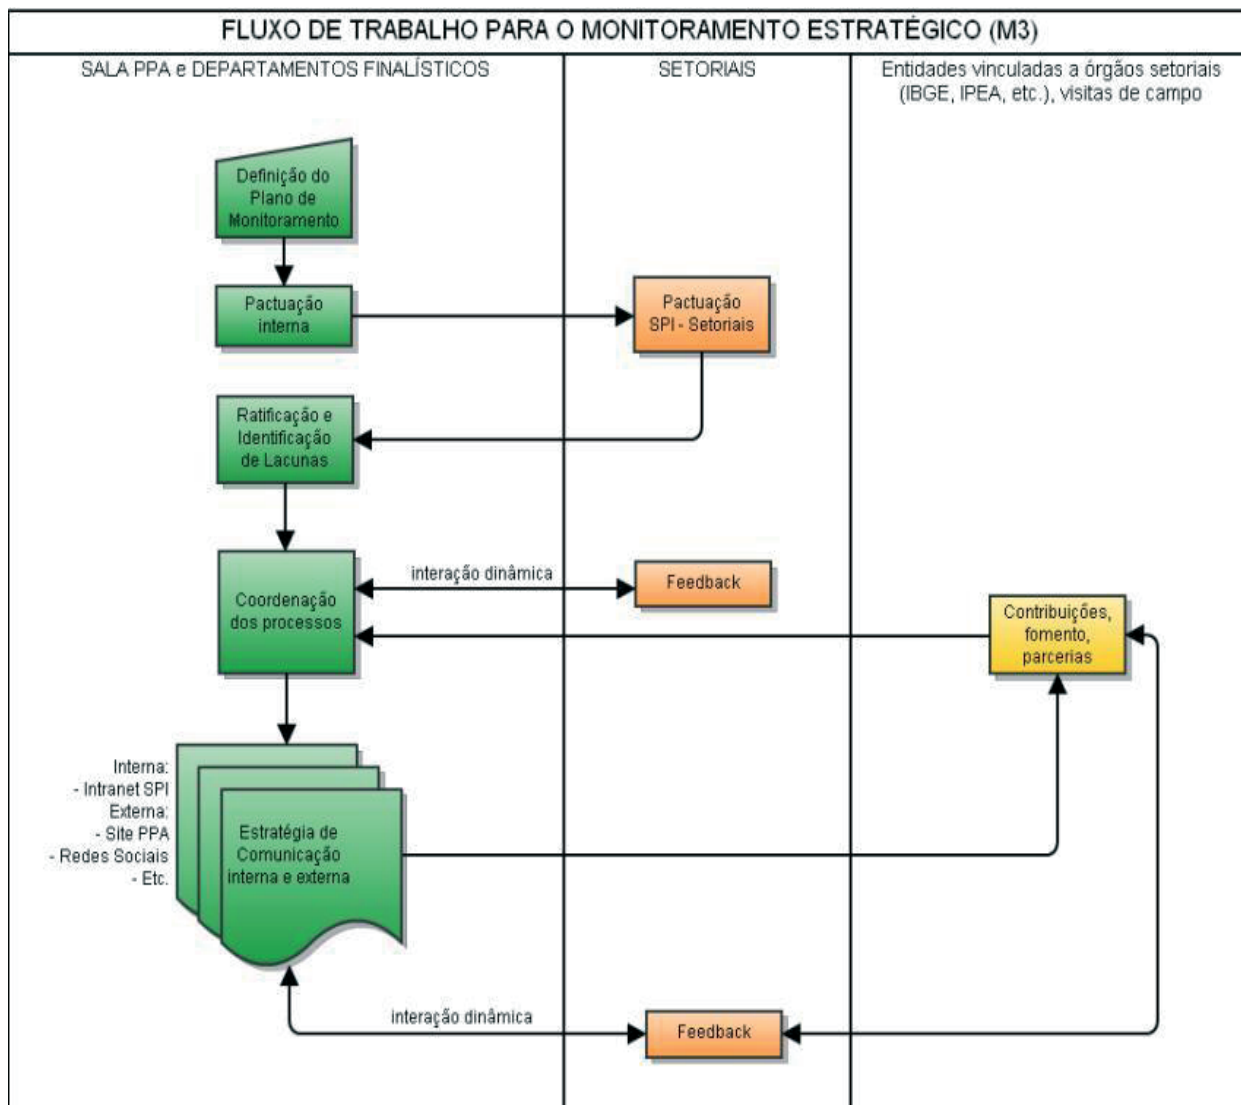 FLUXO DE TRABALHO PARA O MONITORAMENTO ESTRATÉGICO (M3)
SALA PPA e DEPARTAMENTOS FINALÍSTICOS
SETORIAIS
Entidades vinculadas a órgãos setoriais
(IBGE, IPEA, etc.), visitas de campo
Definição do
Plano de
Monitoramento
Pactuação
interna
Pactuação
SPI - Setoriais
Ratificação e
Identificação
de Lacunas
interação dinâmica
Feedback
Coordenação
dos processos
Contribuições,
fomento,
parcerias
Interna:
- Intranet SPI
Externa:
- Site PPA
- Redes Sociais
- Etc.
Estratégia de
Comunicação
interna e externa
interação dinâmica
Feedback